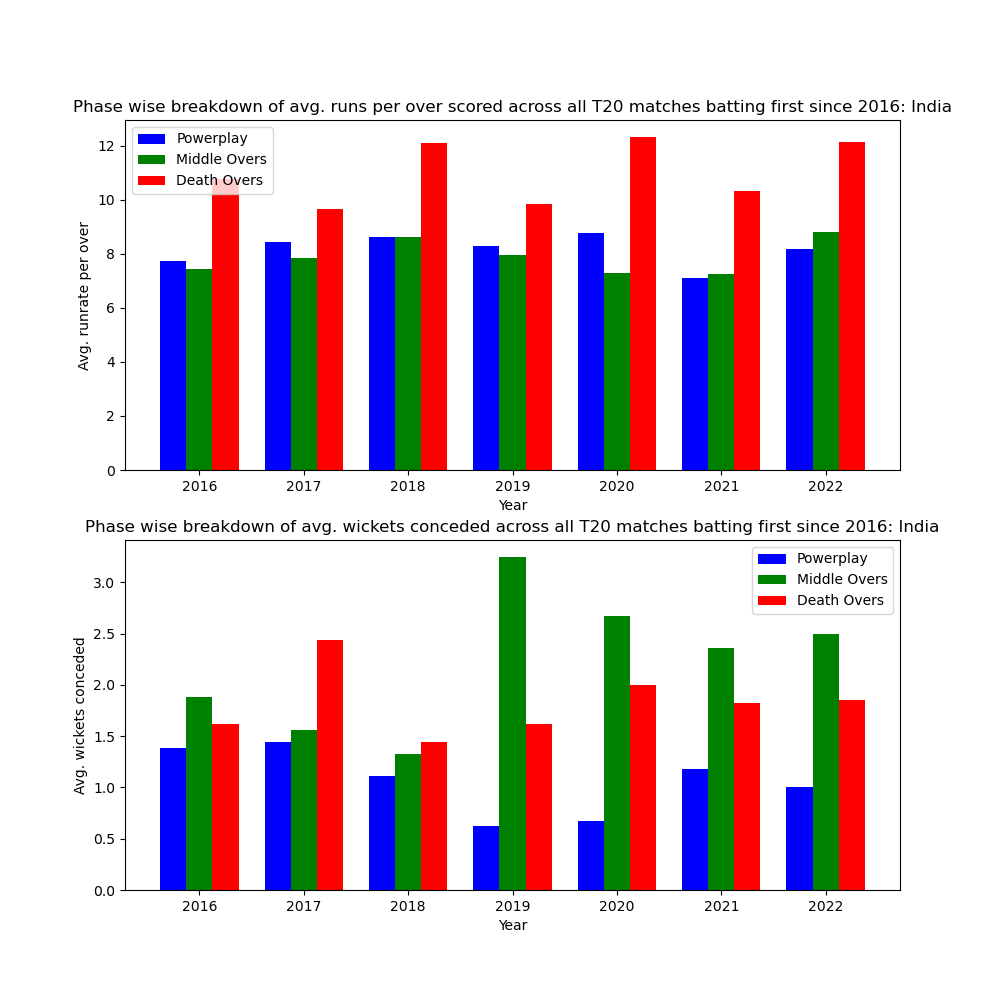 Phase wise breakdown of avg. runs per over scored across all T20 matches batting first since 2016: India
Powerplay
Middle Overs
Death Overs
Avg. runrate per over
12
10
8
6
4
2
0
2016 2017 2018 2019 2020 2021 2022
Year
Phase wise breakdown of avg. wickets conceded across all T20 matches batting first since 2016: India
Powerplay
Middle Overs
Death Overs
Avg. wickets conceded
3.0
2.5
2.0
1.5
1.0
0.5
0.0
2016 2017 2018 2019 2020 2021 2022
Year